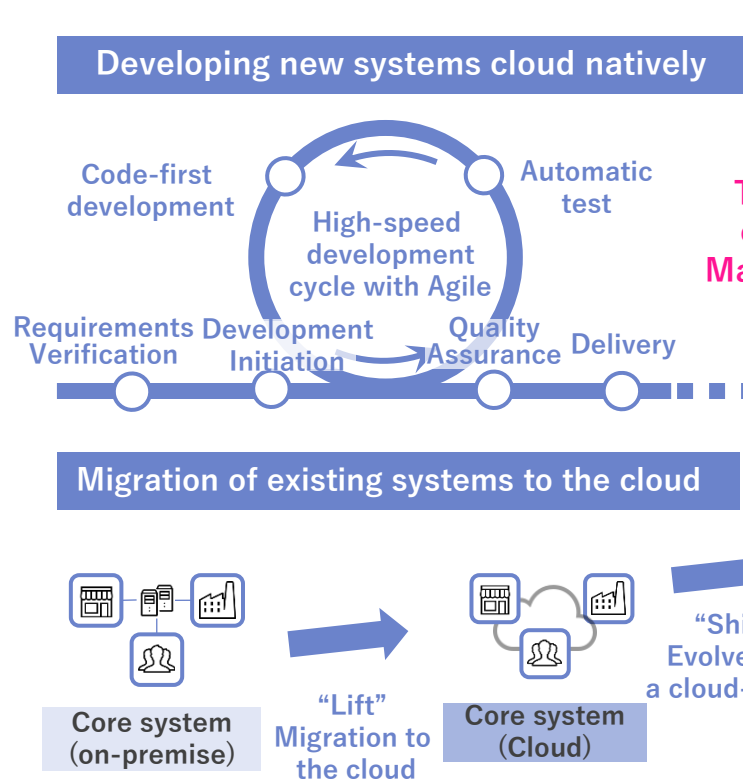 Developing new systems cloud natively
Code-first
development
Automatic
test
High-speed
development
cycle with Agile
Requirements
Verification
Development
Initiation
Quality
Assurance
Delivery
Migration of existing systems to the cloud
“Lift”
Migration to
the cloud
Core system
(on-premise)
Core system
(Cloud)
Evolve
a cloud-